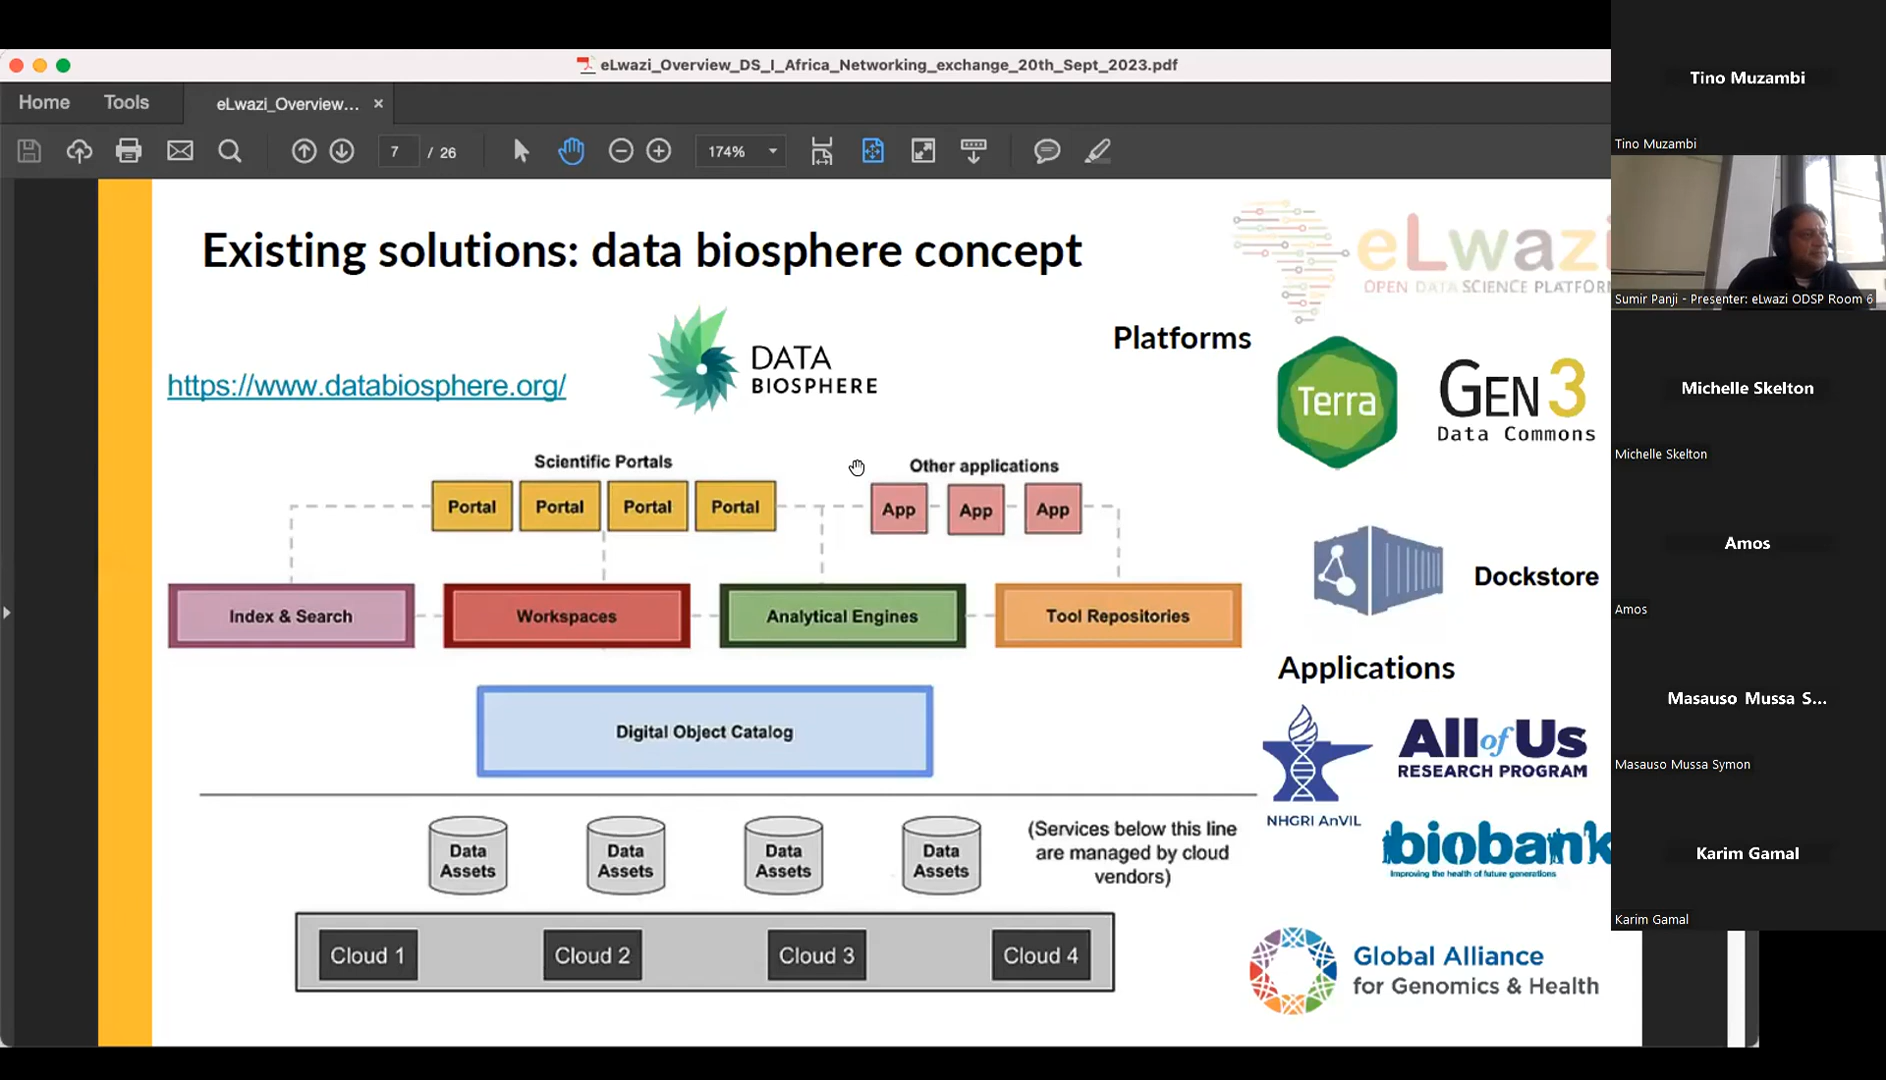 eLwazi_Overview_DS_I_Africa_Networking_exchange_20th_Sept_2023.pdf
Home
Tools
eLwazi_Overview...
7
/ 26
174%
Existing solutions: data biosphere concept
eLwazi
OPEN DATA SCIENCE PLATFORM
https://www.databiosphere.org/
DATA
BIOSPHERE
Platforms
Terra
GEN3
Data Commons
Scientific Portals
Other applications
Portal
Portal
Portal
Portal
App
App
App
Dockstore
Index & Search
Workspaces
Analytical Engines
Tool Repositories
Applications
Digital Object Catalog
All of Us
RESEARCH PROGRAM
NHGRI AnVIL
biobank
Improving the health of future generations
Data
Assets
Data
Assets
Data
Assets
Data
Assets
(Services below this line
are managed by cloud
vendors)
Cloud 1
Cloud 2
Cloud 3
Cloud 4
Global Alliance
for Genomics & Health
Tino Muzambi
Tino Muzambi
Sumir Panji - Presenter: eLwazi ODSP Room 6
Michelle Skelton
Michelle Skelton
Amos
Amos
Masauso Mussa S...
Masauso Mussa Symon
Karim Gamal
Karim Gamal